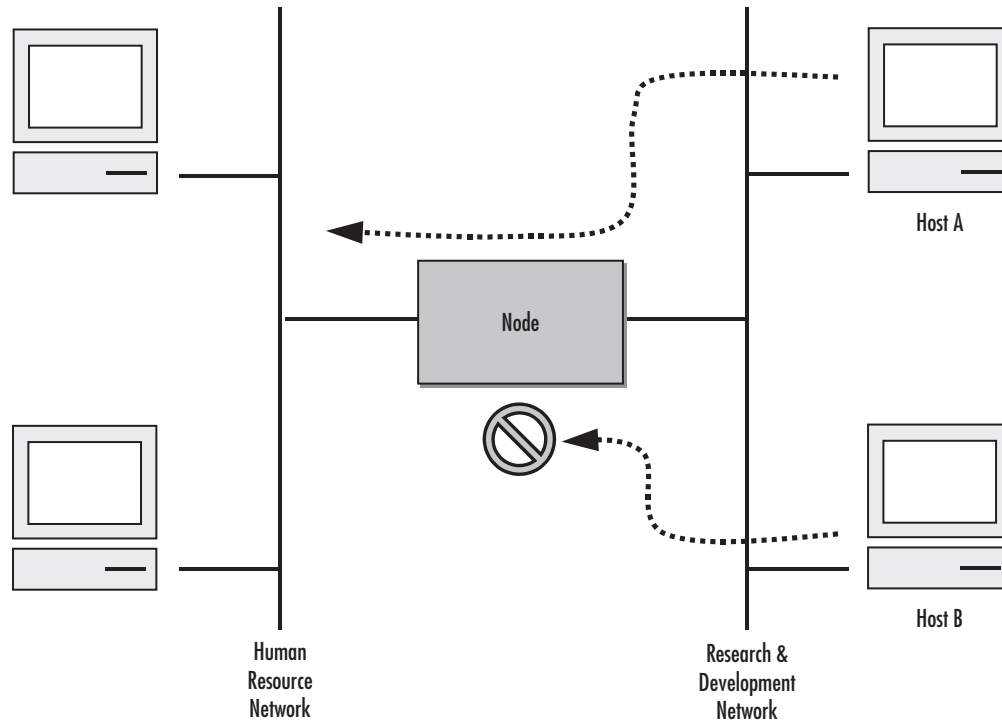 Host A
Node
Host B
Human
Resource
Network
Research &
Development
Network